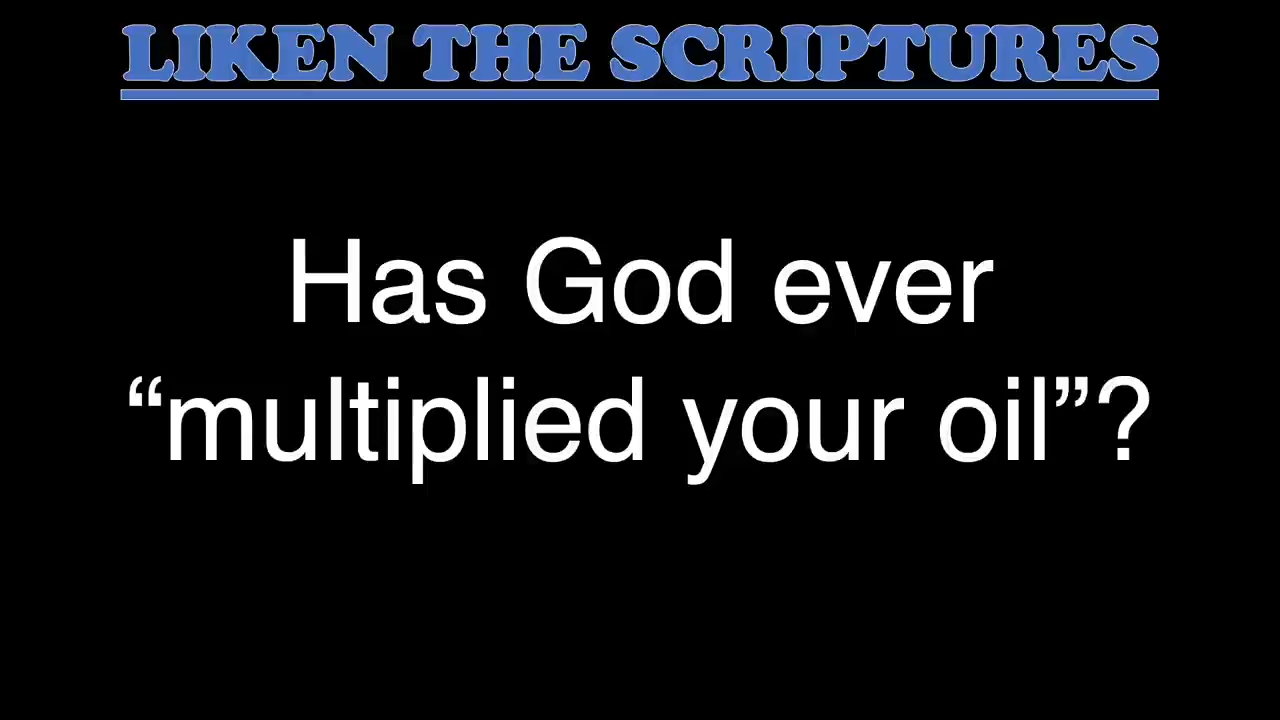 LIKEN THE SCRIPTURES
Has God ever
“multiplied your oil”?